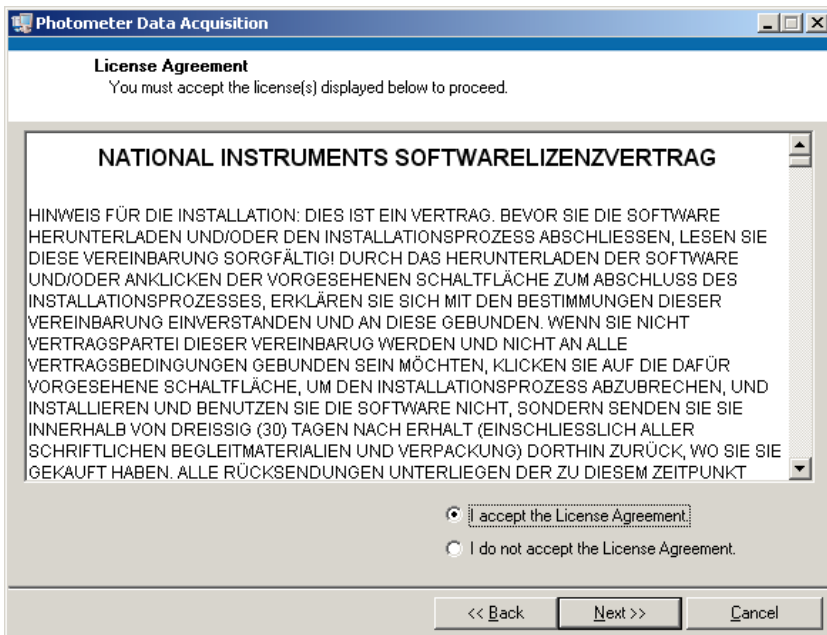 Photometer Data Acquisition
License Agreement
You must accept the license(s) displayed below to proceed.
NATIONAL INSTRUMENTS SOFTWARELIZENZVERTRAG
HINWEIS FÜR DIE INSTALLATION: DIES IST EIN VERTRAG. BEVOR SIE DIE SOFTWARE
HERUNTERLADEN UND/ODER DEN INSTALLATIONSPROZESS ABSCHLIESSEN, LESEN SIE
DIESE VEREINBARUNG SORGFÄLTIG! DURCH DAS HERUNTERLADEN DER SOFTWARE
UND/ODER ANKLICKEN DER VORGESEHENEN SCHALTFLÄCHE ZUM ABSCHLUSS DES
INSTALLATIONSPROZESSES, ERKLÄREN SIE SICH MIT DEN BESTIMMUNGEN DIESER
VEREINBARUNG EINVERSTANDEN UND AN DIESE GEBUNDEN. WENN SIE NICHT
VERTRAGSPARTEI DIESER VEREINBARUG WERDEN UND NICHT AN ALLE
VERTRAGSBEDINGUNGEN GEBUNDEN SEIN MÖCHTEN, KLICKEN SIE AUF DIE DAFÜR
VORGESEHENE SCHALTFLÄCHE, UM DEN INSTALLATIONSPROZESS ABZUBRECHEN, UND
INSTALLIEREN UND BENUTZEN SIE DIE SOFTWARE NICHT, SONDERN SENDEN SIE SIE
INNERHALB VON DREISSIG (30) TAGEN NACH ERHALT (EINSCHLIESSLICH ALLER
SCHRIFTLICHEN BEGLEITMATERIALIEN UND VERPACKUNG) DORTHIN ZURÜCK, WO SIE SIE
GEKAUFT HABEN. ALLE RÜCKSENDUNGEN UNTERLIEGEN DER ZU DIESEM ZEITPUNKT
I accept the License Agreement.
I do not accept the License Agreement.
<< Back
Next >>
Cancel